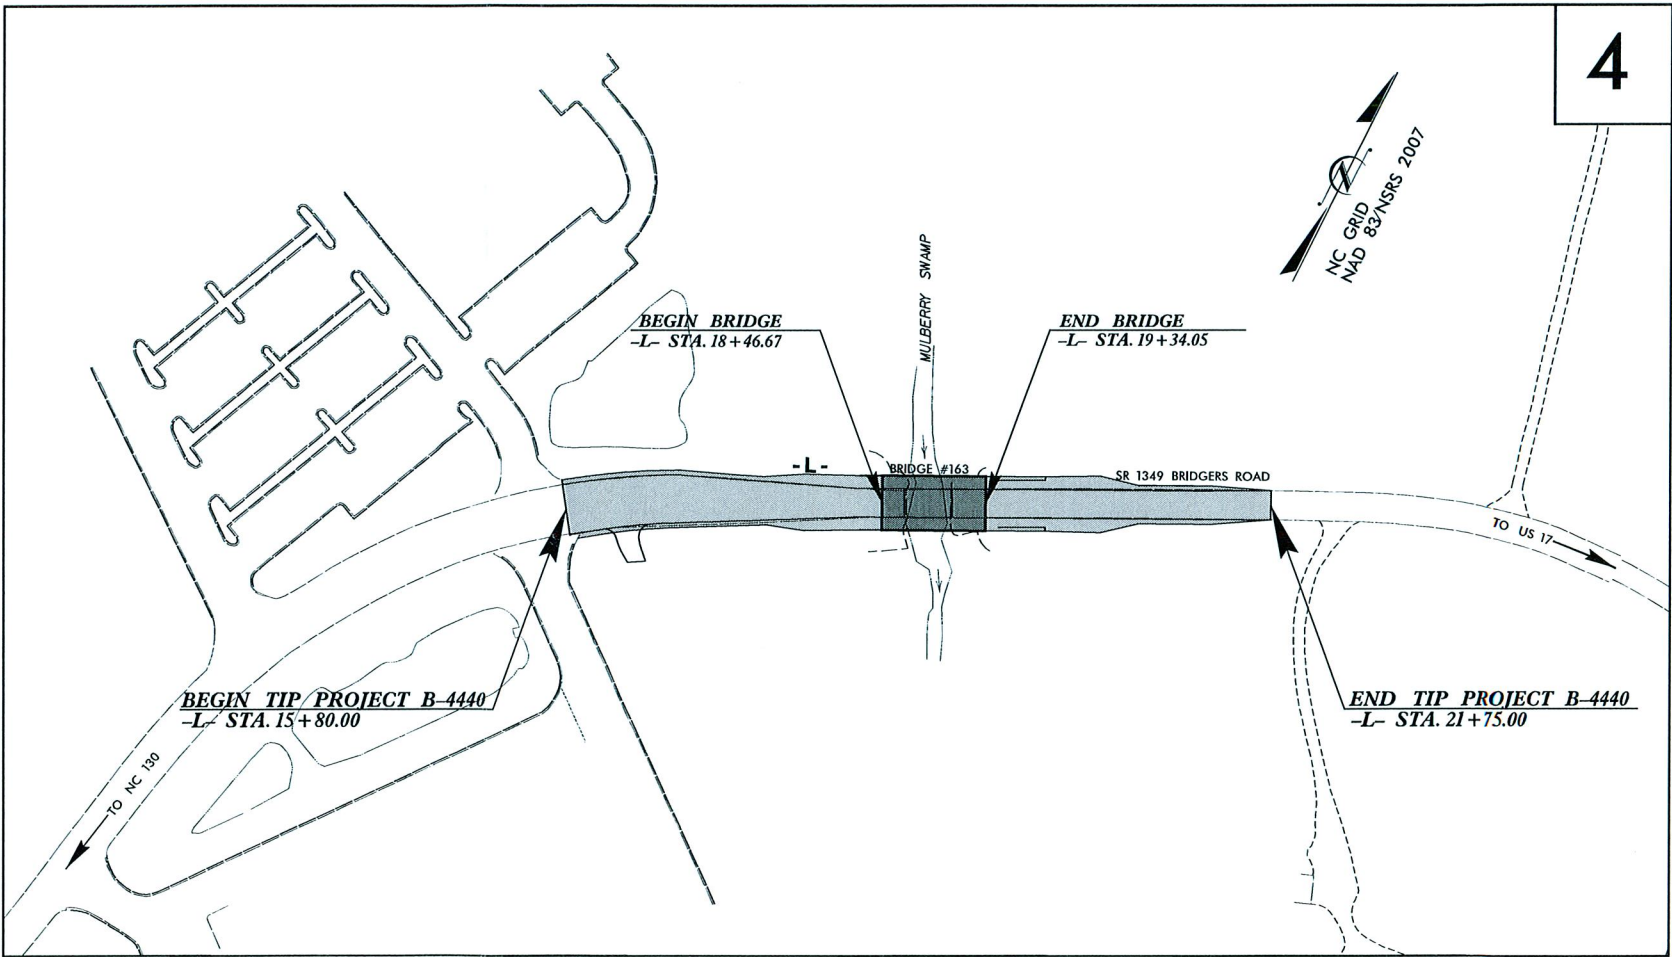 4
NC GRID
NAD 83/NSRS 2007
MULBERRY SWAMP
BEGIN BRIDGE
-L- STA. 18+46.67
END BRIDGE
-L- STA. 19+34.05
-L-
BRIDGE #163
SR 1349 BRIDGERS ROAD
TO US 17
BEGIN TIP PROJECT B-4440
-L- STA. 15+80.00
END TIP PROJECT B-4440
-L- STA. 21+75.00
TO NC 130